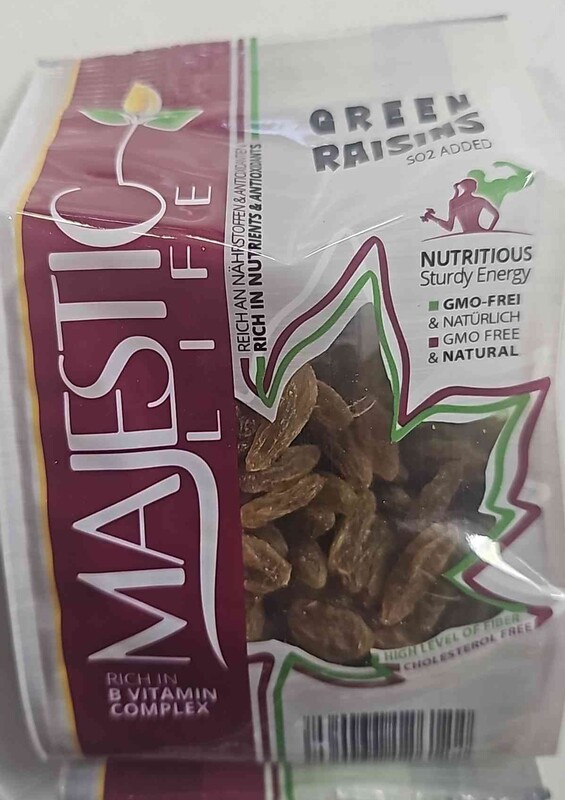 MAJESTIC
LIFE
RICH IN
B VITAMIN
COMPLEX
REICH AN NÄHRSTOFFEN & ANTIOXIDANTEN
RICH IN NUTRIENTS & ANTIOXIDANTS
GREEN
RAISINS
SO2 ADDED
NUTRITIOUS
Sturdy Energy
GMO-FREI
& NATÜRLICH
GMO FREE
& NATURAL
HIGH LEVEL OF FIBER
CHOLESTEROL FREE